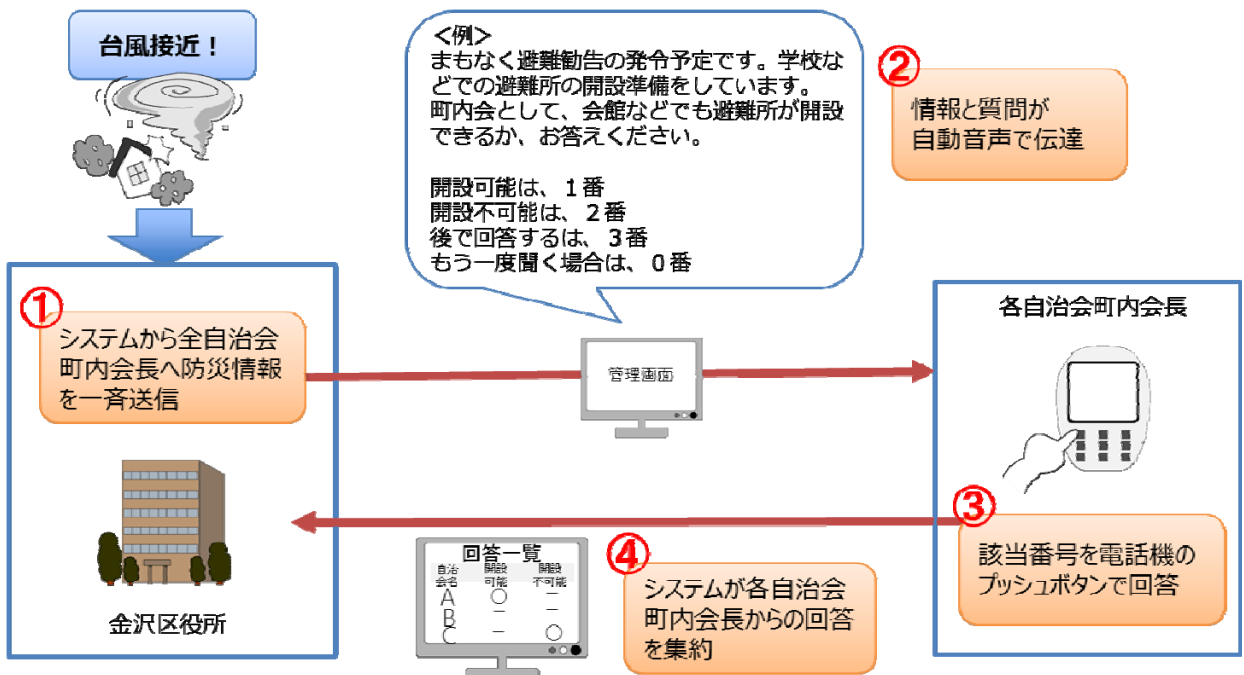 台風接近！
＜例＞
まもなく避難勧告の発令予定です。学校な
どでの避難所の開設準備をしています。
町内会として、会館などでも避難所が開設
できるか、お答えください。
開設可能は、１番
開設不可能は、２番
後で回答するは、３番
もう一度聞く場合は、０番
②
情報と質問が
自動音声で伝達
①
システムから全自治会
町内会長へ防災情報
を一斉送信
管理画面
各自治会町内会長
金沢区役所
③
該当番号を電話機の
プッシュボタンで回答
回答一覧
自治 開設 開設
会名 可能 不可能
A ○ －
B － －
C － ○
④
システムが各自治会
町内会長からの回答
を集約